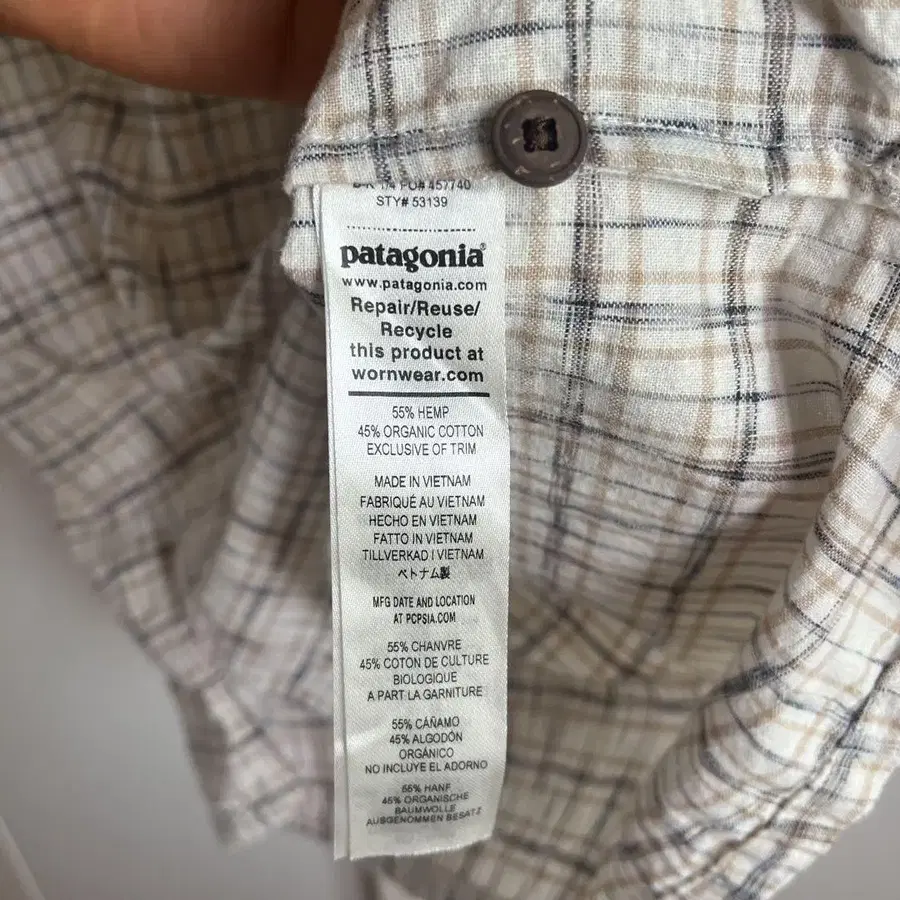 1/4 PO# 457740
STY# 53139
patagonia®
www.patagonia.com
Repair/Reuse/
Recycle
this product at
wornwear.com
55% HEMP
45% ORGANIC COTTON
EXCLUSIVE OF TRIM
MADE IN VIETNAM
FABRIQUÉ AU VIETNAM
HECHO EN VIETNAM
FATTO IN VIETNAM
TILLVERKAD I VIETNAM
ベトナム製
MFG DATE AND LOCATION
AT PCPSIA.COM
55% CHANVRE
45% COTON DE CULTURE
BIOLOGIQUE
A PART LA GARNITURE
55% CÁÑAMO
45% ALGODÓN
ORGÁNICO
NO INCLUYE EL ADORNO
55% HANF
45% ORGANISCHE
BAUMWOLLE
AUSGENOMMEN BESATZ